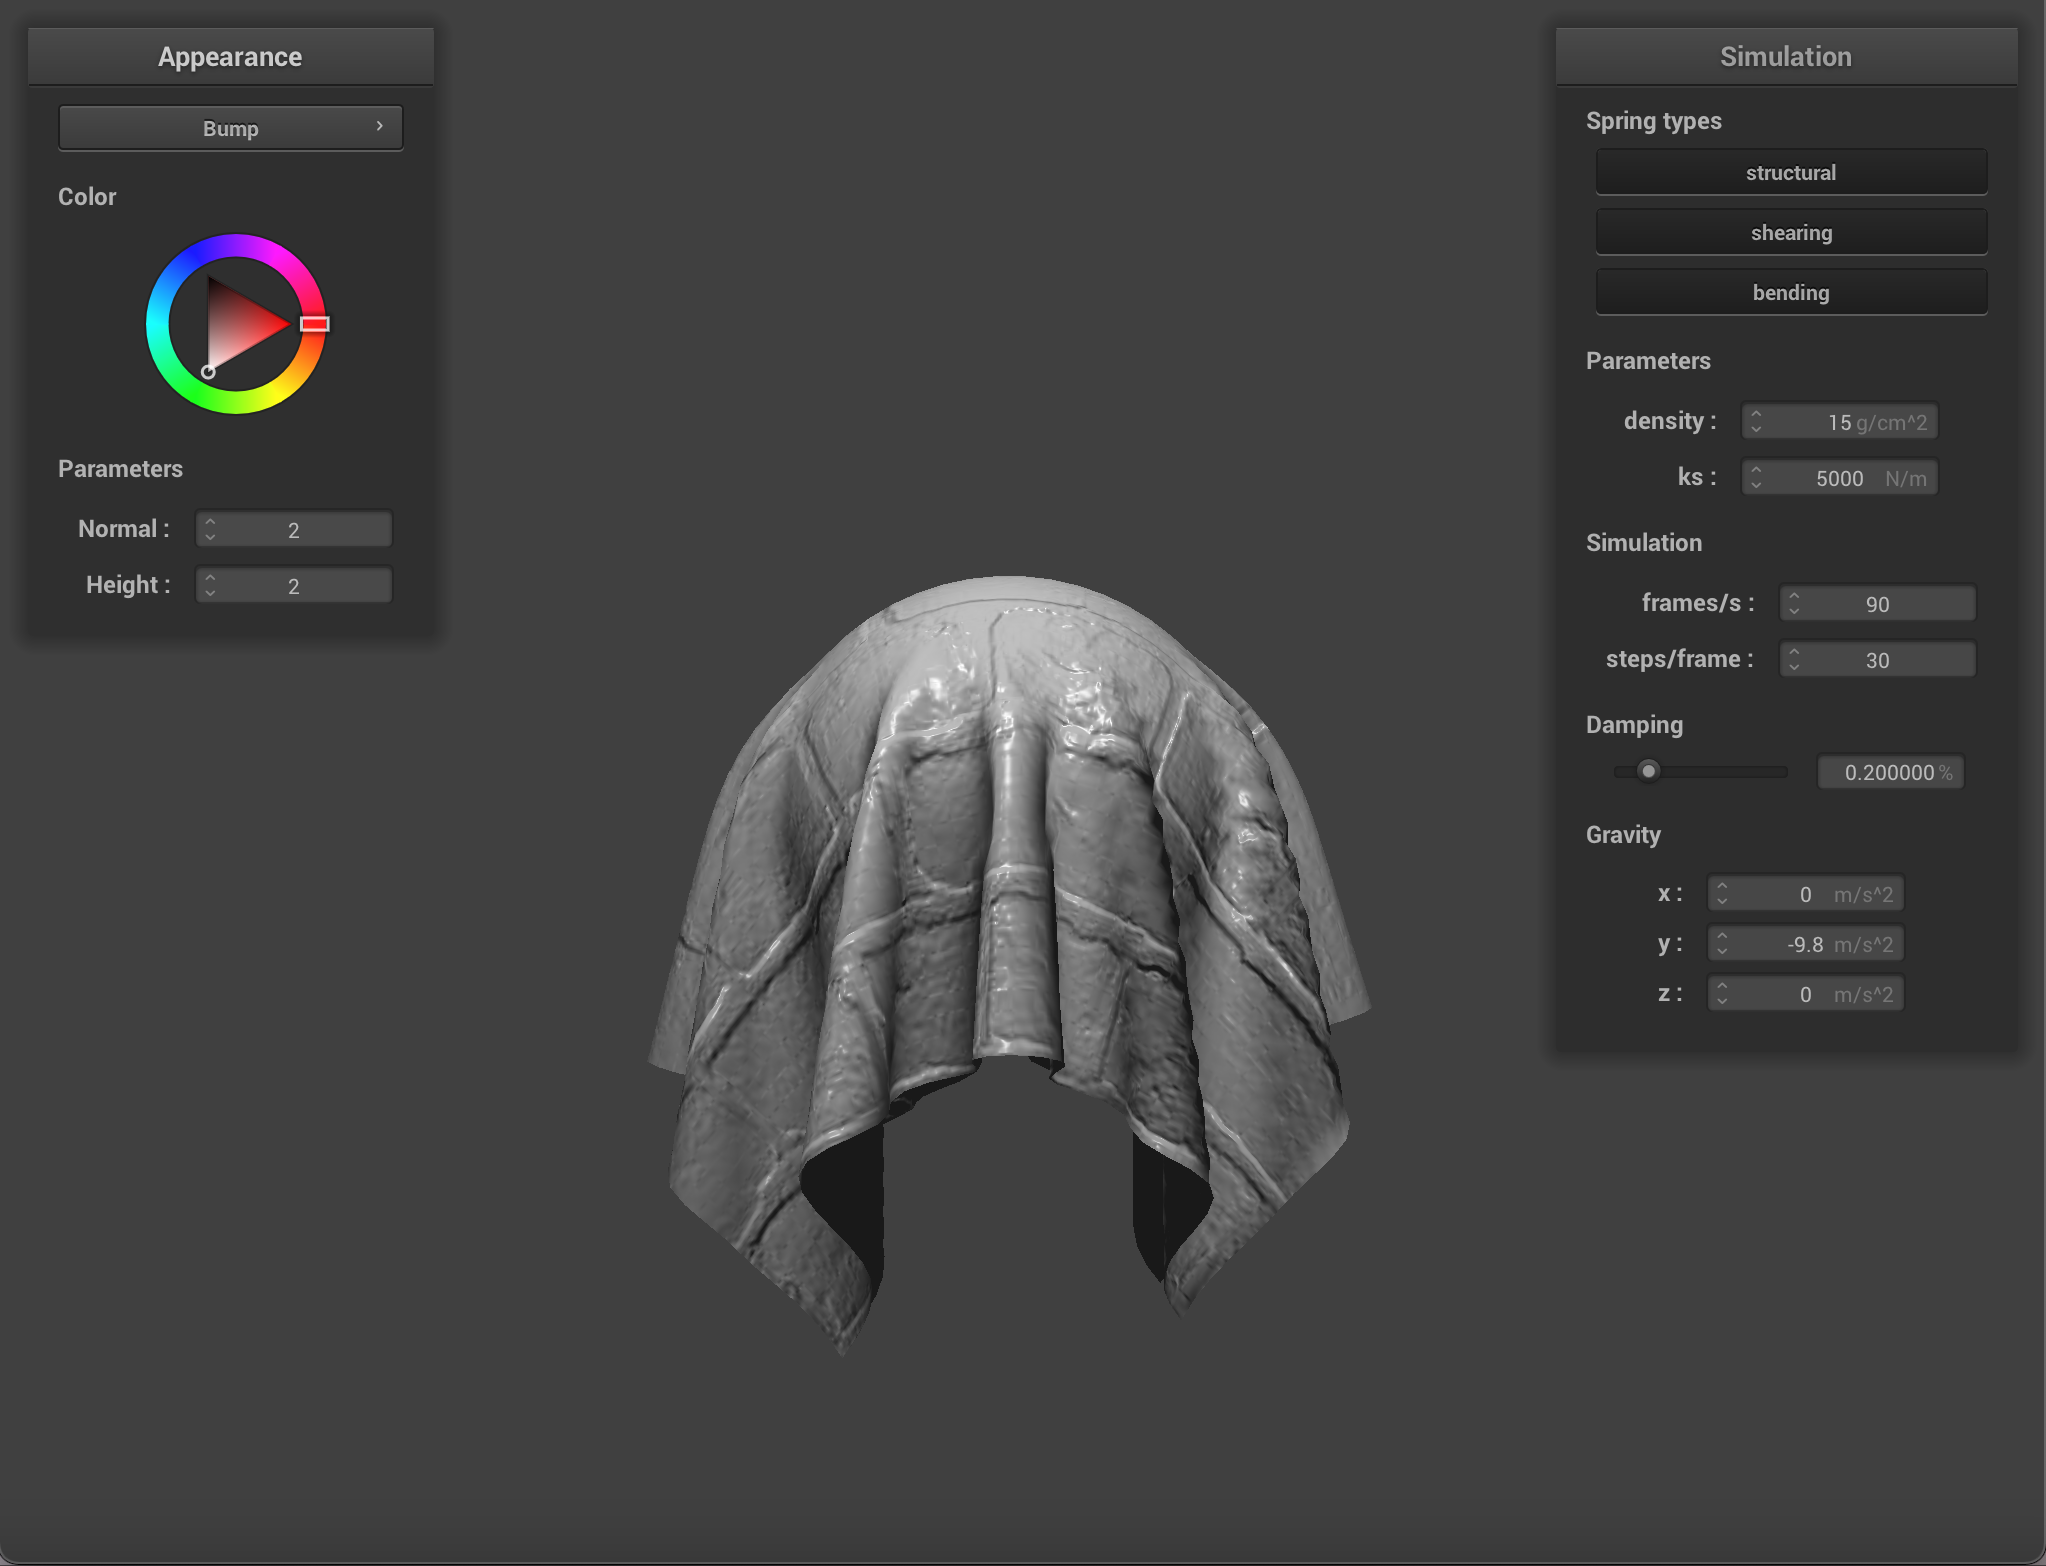 Appearance
Bump
Color
Parameters
Normal : 2
Height : 2
Simulation
Spring types
structural
shearing
bending
Parameters
density : 15 g/cm^2
ks : 5000 N/m
Simulation
frames/s : 90
steps/frame : 30
Damping
0.200000 %
Gravity
x : 0 m/s^2
y : -9.8 m/s^2
z : 0 m/s^2